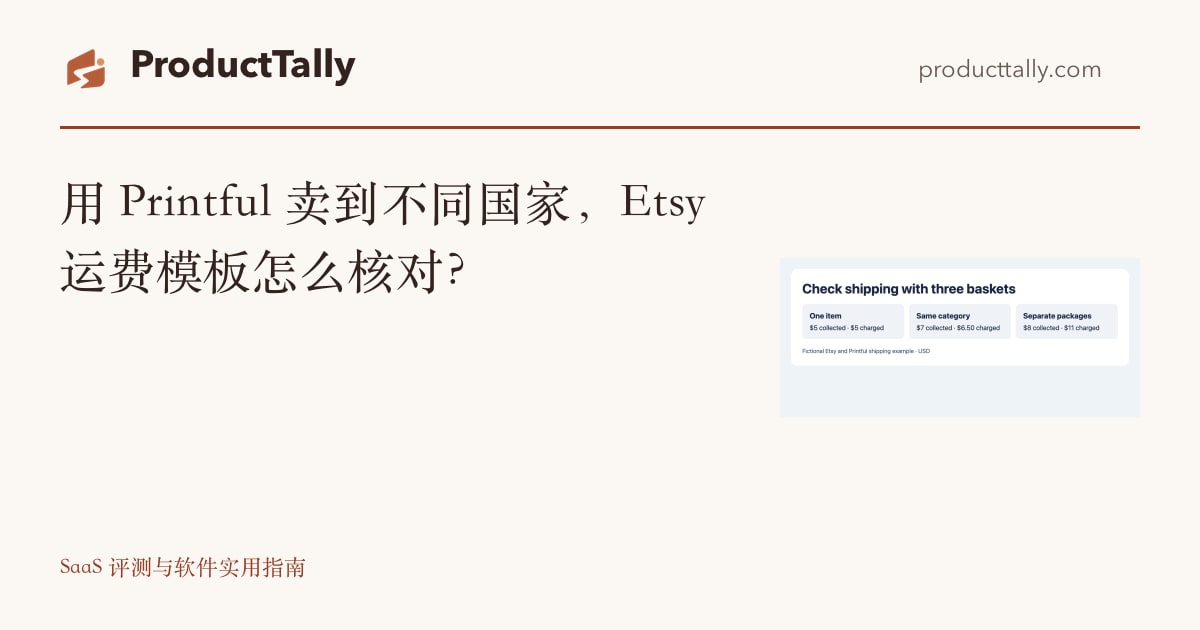 ProductTally
producttally.com
用 Printful 卖到不同国家，Etsy
运费模板怎么核对？
Check shipping with three baskets
One item
$5 collected · $5 charged
Same category
$7 collected · $6.50 charged
Separate packages
$8 collected · $11 charged
Fictional Etsy and Printful shipping example · USD
SaaS 评测与软件实用指南